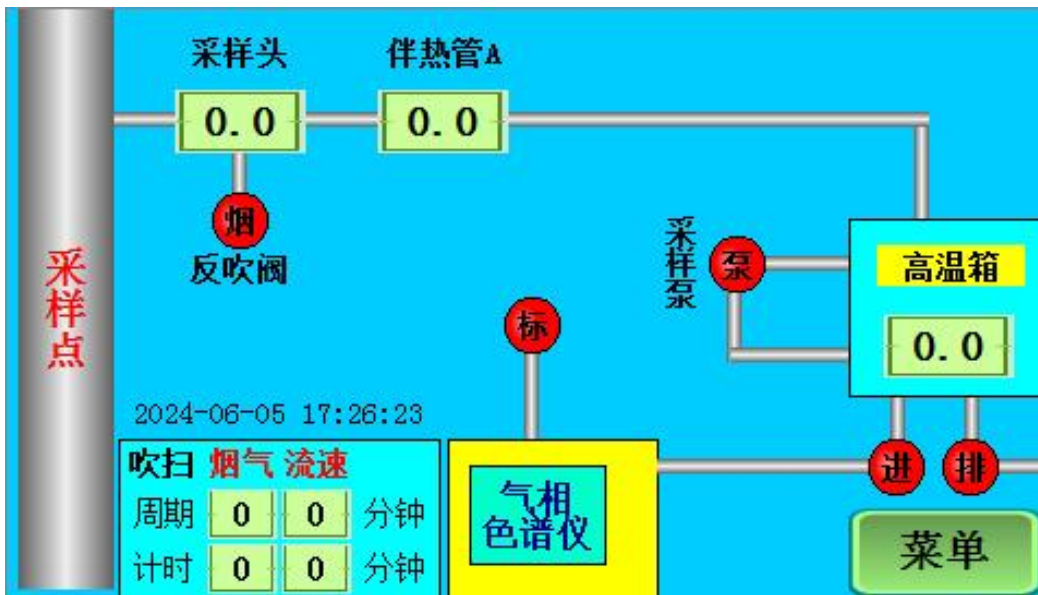 采样头
伴热管A
0.0
0.0
烟
反吹阀
采样点
采样泵
泵
高温箱
0.0
标
2024-06-05 17:26:23
吹扫 烟气 流速
周期 0 0 分钟
计时 0 0 分钟
气相
色谱仪
进
排
菜单